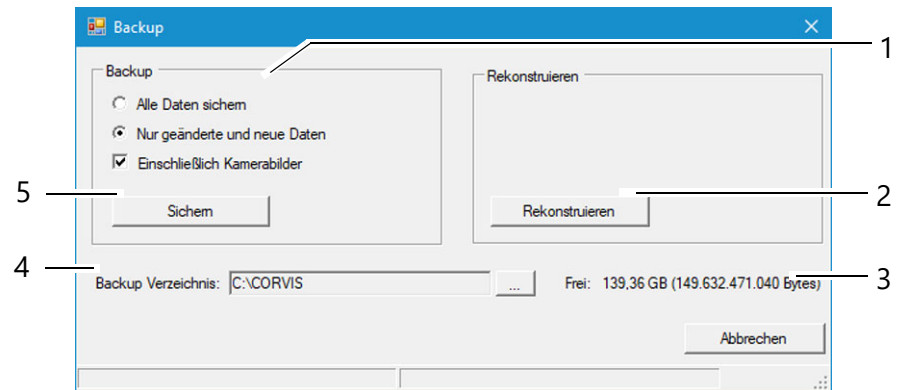 Backup
1
Backup
Rekonstruieren
Alle Daten sichern
Nur geänderte und neue Daten
Einschließlich Kamerabilder
5
2
Sichern
Rekonstruieren
4
3
Backup Verzeichnis:
C:\CORVIS
...
Frei:
139,36 GB (149.632.471.040 Bytes)
Abbrechen